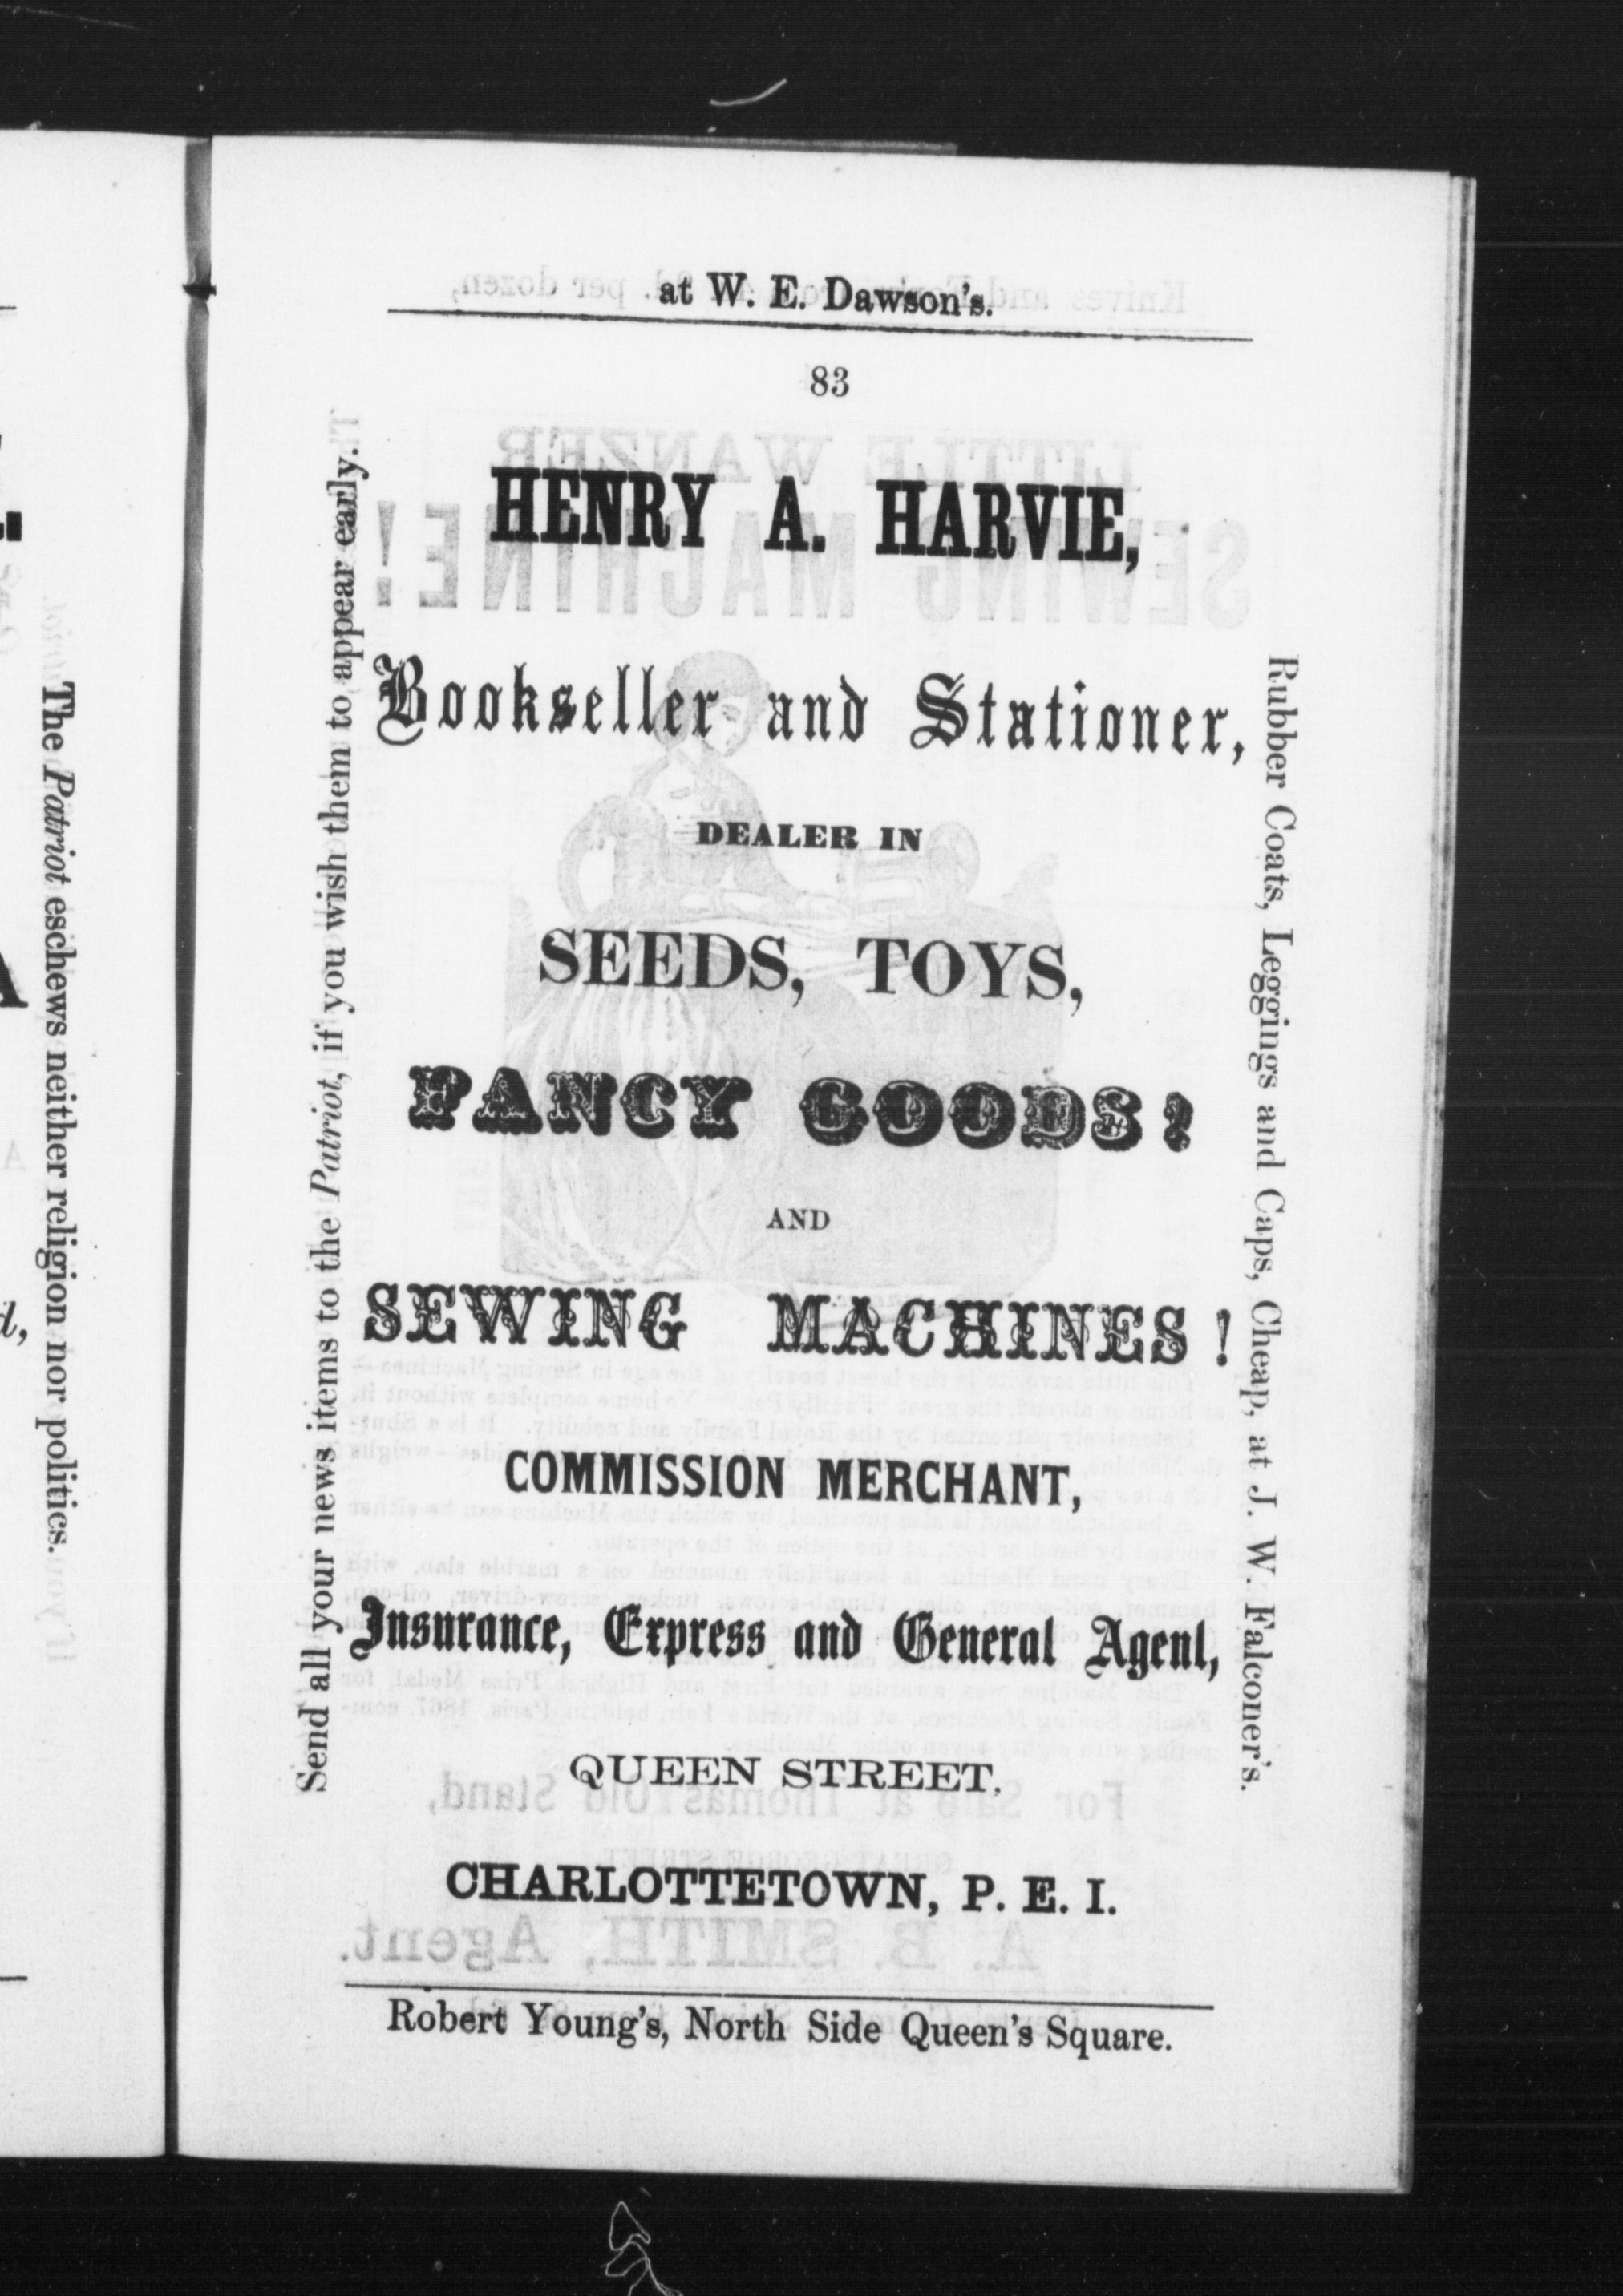 The Patriot eschews neither religion nor politics.
at W. E. Dawson's.
83
Send all your news items to the Patriot, if you wish them to appear early.
HENRY A. HARVIE,
Bookseller and Stationer,
DEALER IN
SEEDS, TOYS,
FANCY GOODS!
AND
SEWING MACHINES!
COMMISSION MERCHANT,
Insurance, Express and General Agent,
QUEEN STREET,
CHARLOTTETOWN, P. E. I.
Rubber Coats, Leggings and Caps, Cheap, at J. W. Falconer's.
Robert Young's, North Side Queen's Square.